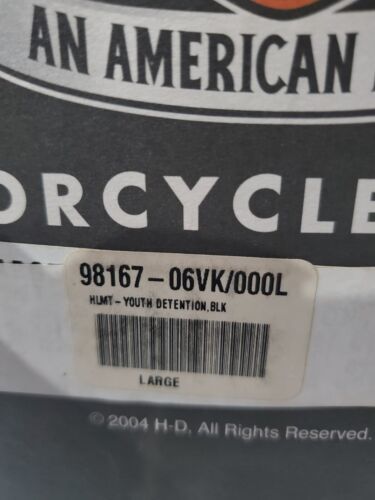 AN AMERICAN
ORCYCLE
98167-06VK/000L
HLMT-YOUTH DETENTION,BLK
LARGE
© 2004 H-D. All Rights Reserved.